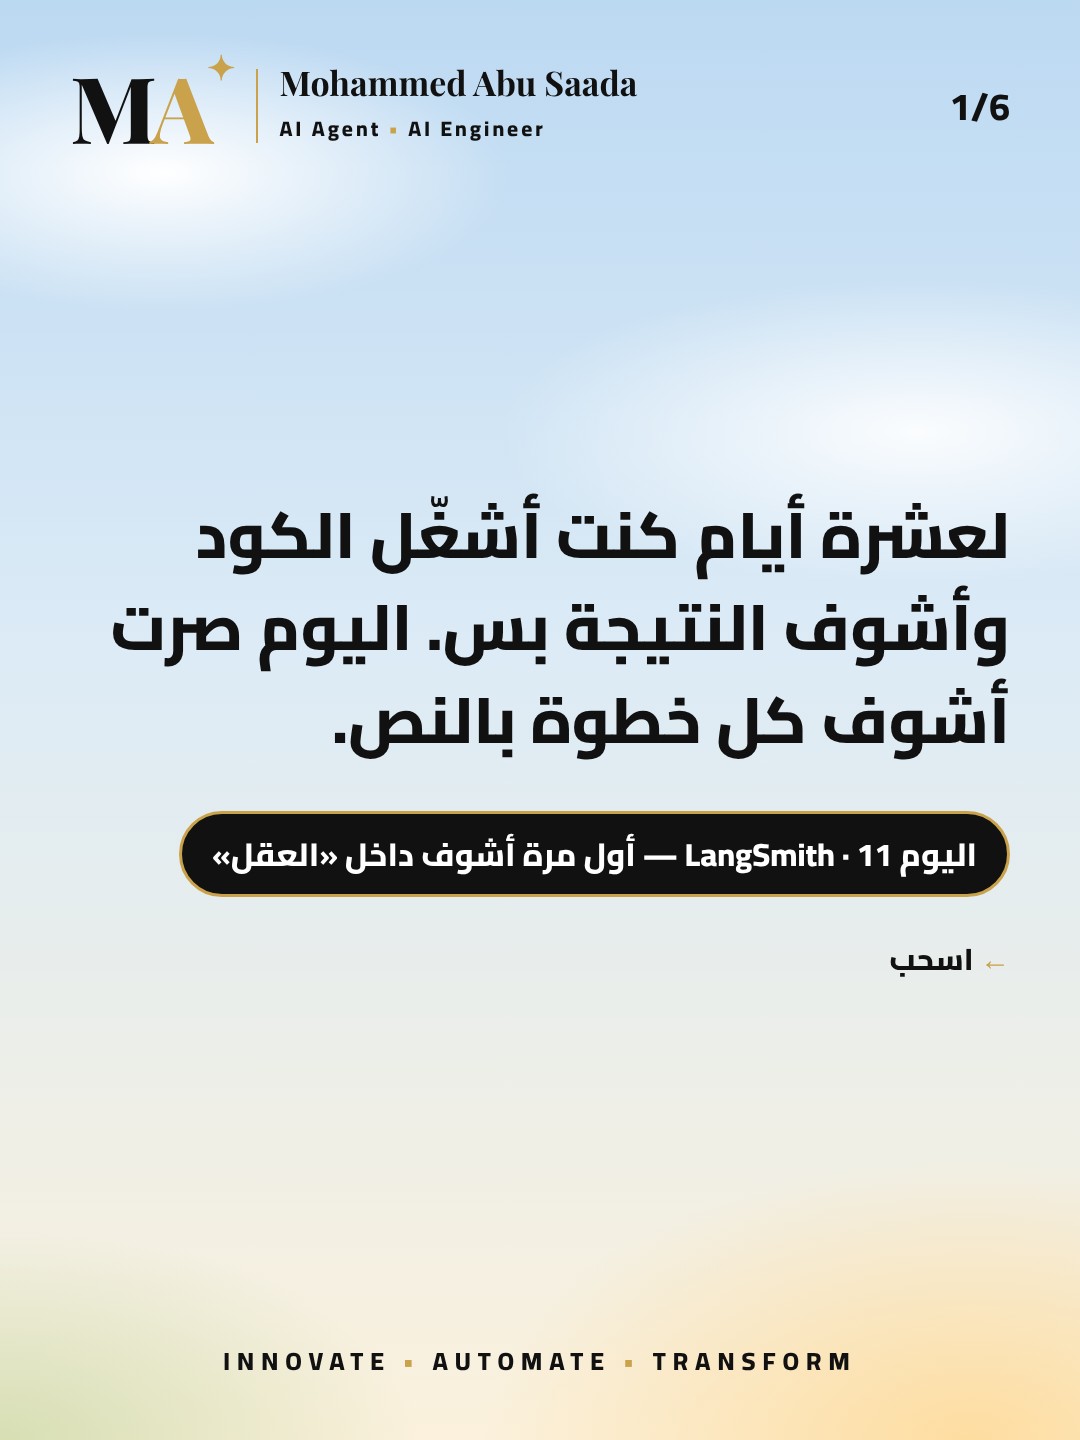 MA
Mohammed Abu Saada
AI Agent ▪ AI Engineer
1/6
لعشرة أيام كنت أشغّل الكود
وأشوف النتيجة بس. اليوم صرت
أشوف كل خطوة بالنص.
اليوم 11 · LangSmith — أول مرة أشوف داخل «العقل»
← اسحب
INNOVATE ▪ AUTOMATE ▪ TRANSFORM